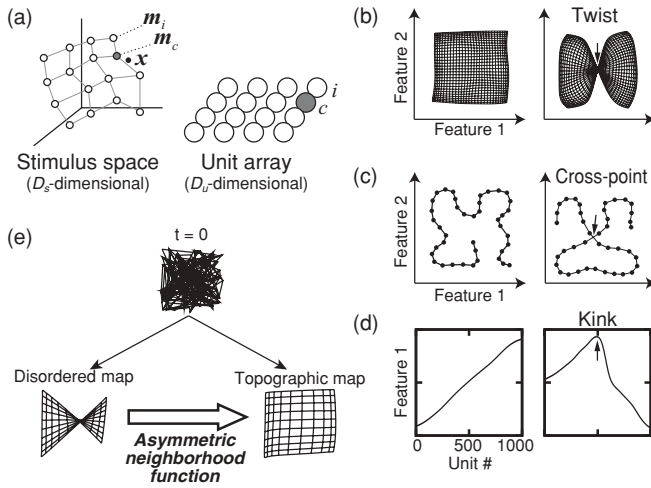 (a)
m_i
m_c
x
i
c
Stimulus space
(D_s-dimensional)
Unit array
(D_u-dimensional)
(b)
Twist
Feature 2
Feature 1
(c)
Cross-point
Feature 2
Feature 1
(d)
Kink
Feature 1
0
500
1000
Unit #
(e)
t = 0
Disordered map
Topographic map
Asymmetric
neighborhood
function